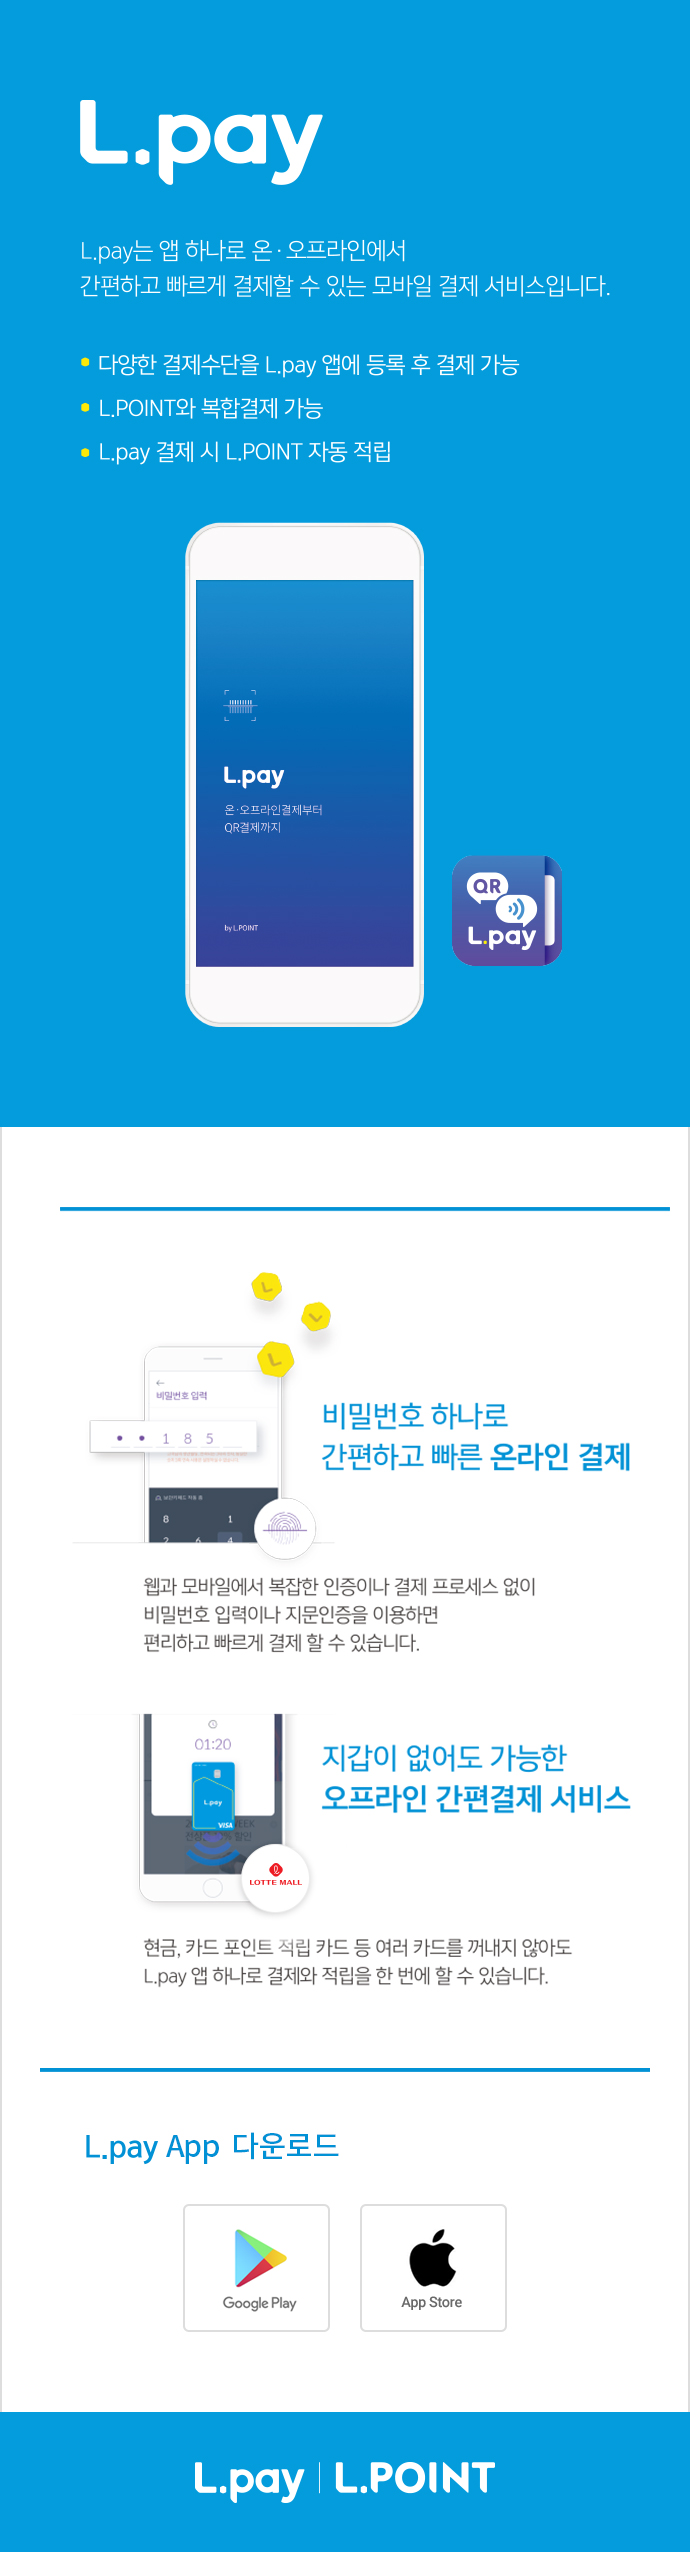 L.pay
L.pay는 앱 하나로 온·오프라인에서
간편하고 빠르게 결제할 수 있는 모바일 결제 서비스입니다.
다양한 결제수단을 L.pay 앱에 등록 후 결제 가능
L.POINT와 복합결제 가능
L.pay 결제 시 L.POINT 자동 적립
L.pay
온·오프라인결제부터
QR결제까지
by L.POINT
QR
L.pay
L
L
L
비밀번호 입력
• • 1 8 5
8 1
2 6 4
비밀번호 하나로
간편하고 빠른 온라인 결제
웹과 모바일에서 복잡한 인증이나 결제 프로세스 없이
비밀번호 입력이나 지문인증을 이용하면
편리하고 빠르게 결제 할 수 있습니다.
01:20
L.pay
VISA
LOTTE MALL
지갑이 없어도 가능한
오프라인 간편결제 서비스
현금, 카드 포인트 적립 카드 등 여러 카드를 꺼내지 않아도
L.pay 앱 하나로 결제와 적립을 한 번에 할 수 있습니다.
L.pay App 다운로드
Google Play
App Store
L.pay | L.POINT